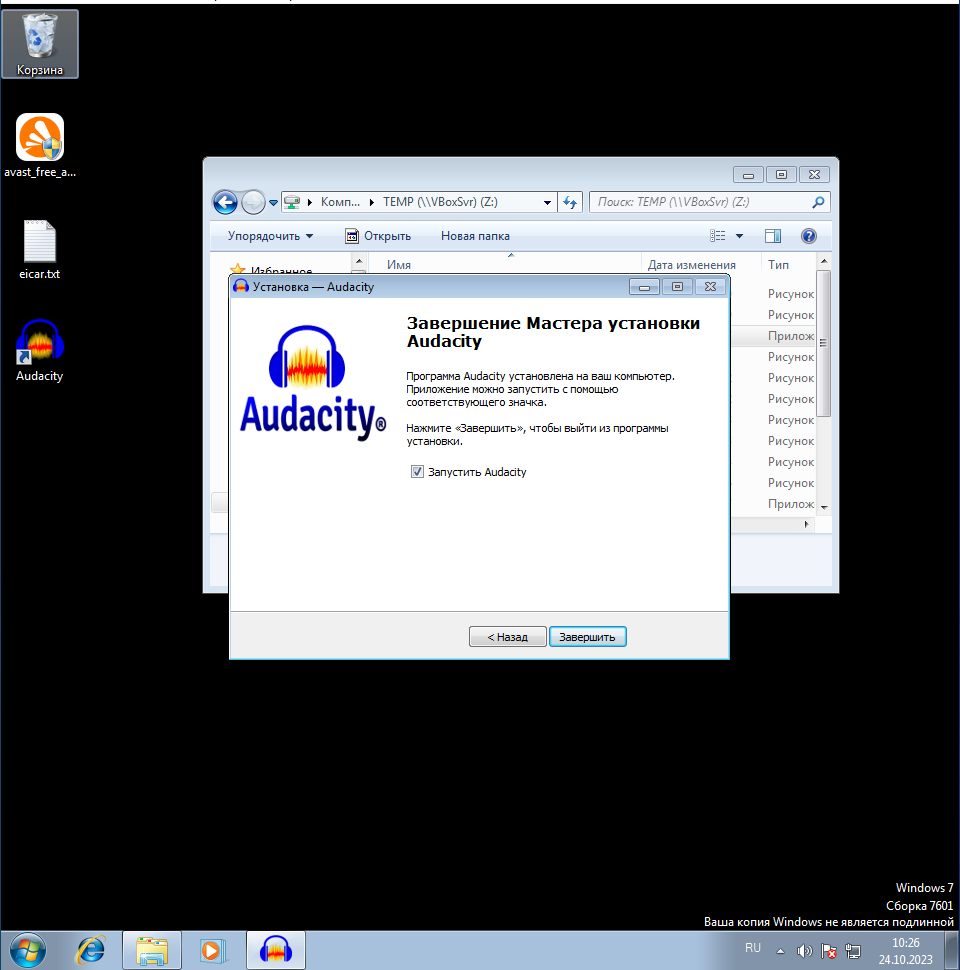 Корзина
avast_free_a...
eicar.txt
Audacity
Комп...
TEMP (\\VBoxSvr) (Z:)
Поиск: TEMP (\\VBoxSvr) (Z:)
Упорядочить
Открыть
Новая папка
Избранное
Имя
Дата изменения
Тип
Рисунок
Рисунок
Прилож
Рисунок
Рисунок
Рисунок
Рисунок
Рисунок
Рисунок
Рисунок
Прилож
Установка — Audacity
Audacity®
Завершение Мастера установки
Audacity
Программа Audacity установлена на ваш компьютер.
Приложение можно запустить с помощью
соответствующего значка.
Нажмите «Завершить», чтобы выйти из программы
установки.
Запустить Audacity
< Назад
Завершить
Windows 7
Сборка 7601
Ваша копия Windows не является подлинной
RU
10:26
24.10.2023